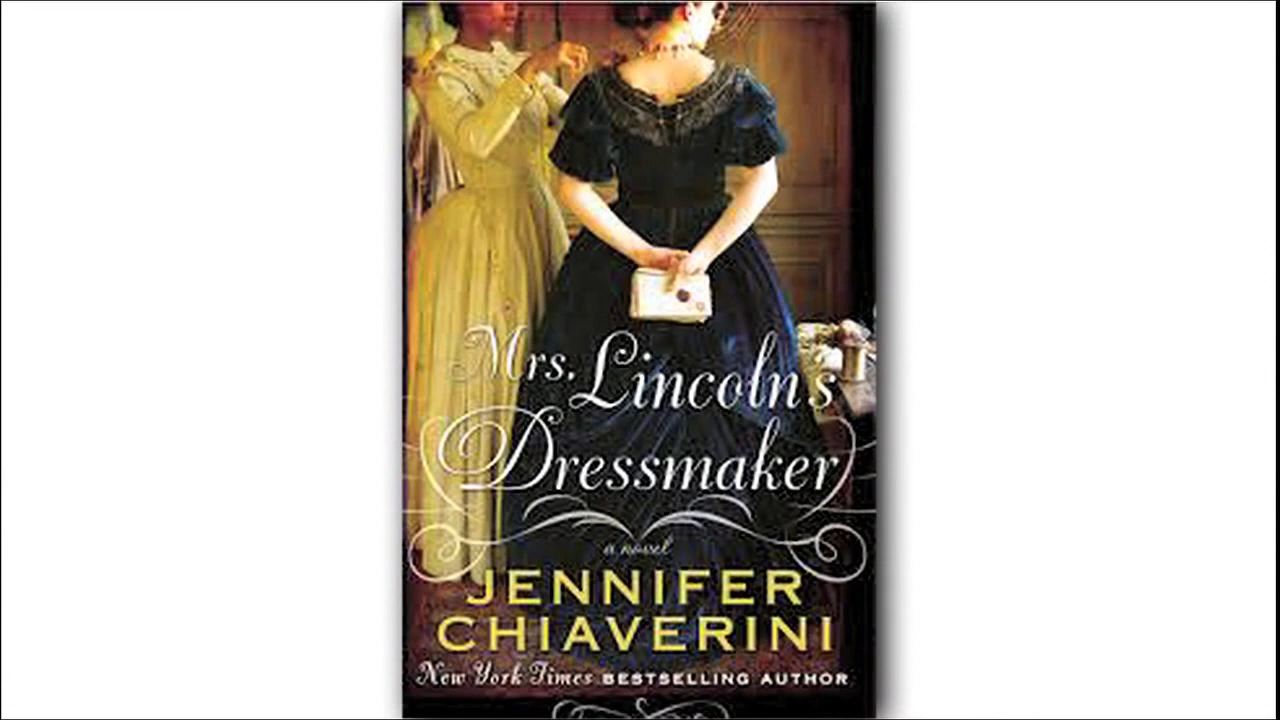 Mrs. Lincoln's
Dressmaker
a novel
JENNIFER
CHIAVERINI
New York Times BESTSELLING AUTHOR